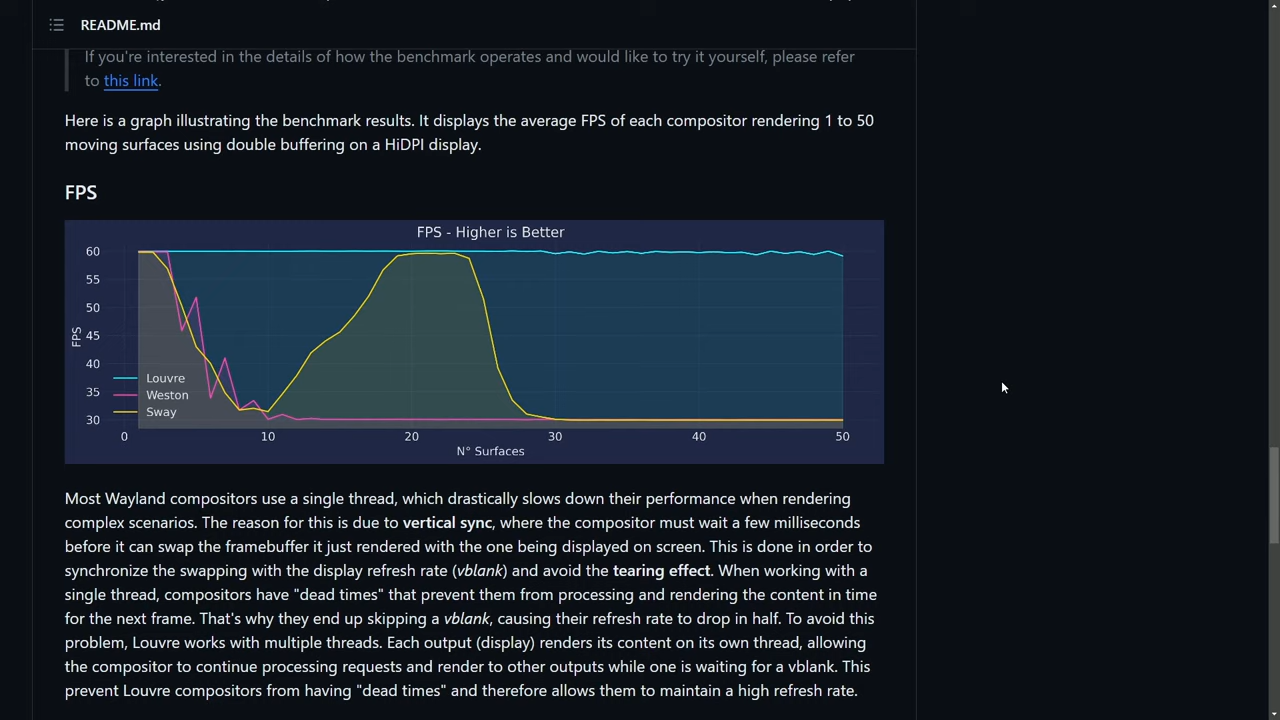 README.md
If you're interested in the details of how the benchmark operates and would like to try it yourself, please refer
to this link.
Here is a graph illustrating the benchmark results. It displays the average FPS of each compositor rendering 1 to 50
moving surfaces using double buffering on a HiDPI display.
FPS
FPS - Higher is Better
60
55
50
45
40
35
30
FPS
Louvre
Weston
Sway
0 10 20 30 40 50
N° Surfaces
Most Wayland compositors use a single thread, which drastically slows down their performance when rendering
complex scenarios. The reason for this is due to vertical sync, where the compositor must wait a few milliseconds
before it can swap the framebuffer it just rendered with the one being displayed on screen. This is done in order to
synchronize the swapping with the display refresh rate (vblank) and avoid the tearing effect. When working with a
single thread, compositors have "dead times" that prevent them from processing and rendering the content in time
for the next frame. That's why they end up skipping a vblank, causing their refresh rate to drop in half. To avoid this
problem, Louvre works with multiple threads. Each output (display) renders its content on its own thread, allowing
the compositor to continue processing requests and render to other outputs while one is waiting for a vblank. This
prevent Louvre compositors from having "dead times" and therefore allows them to maintain a high refresh rate.